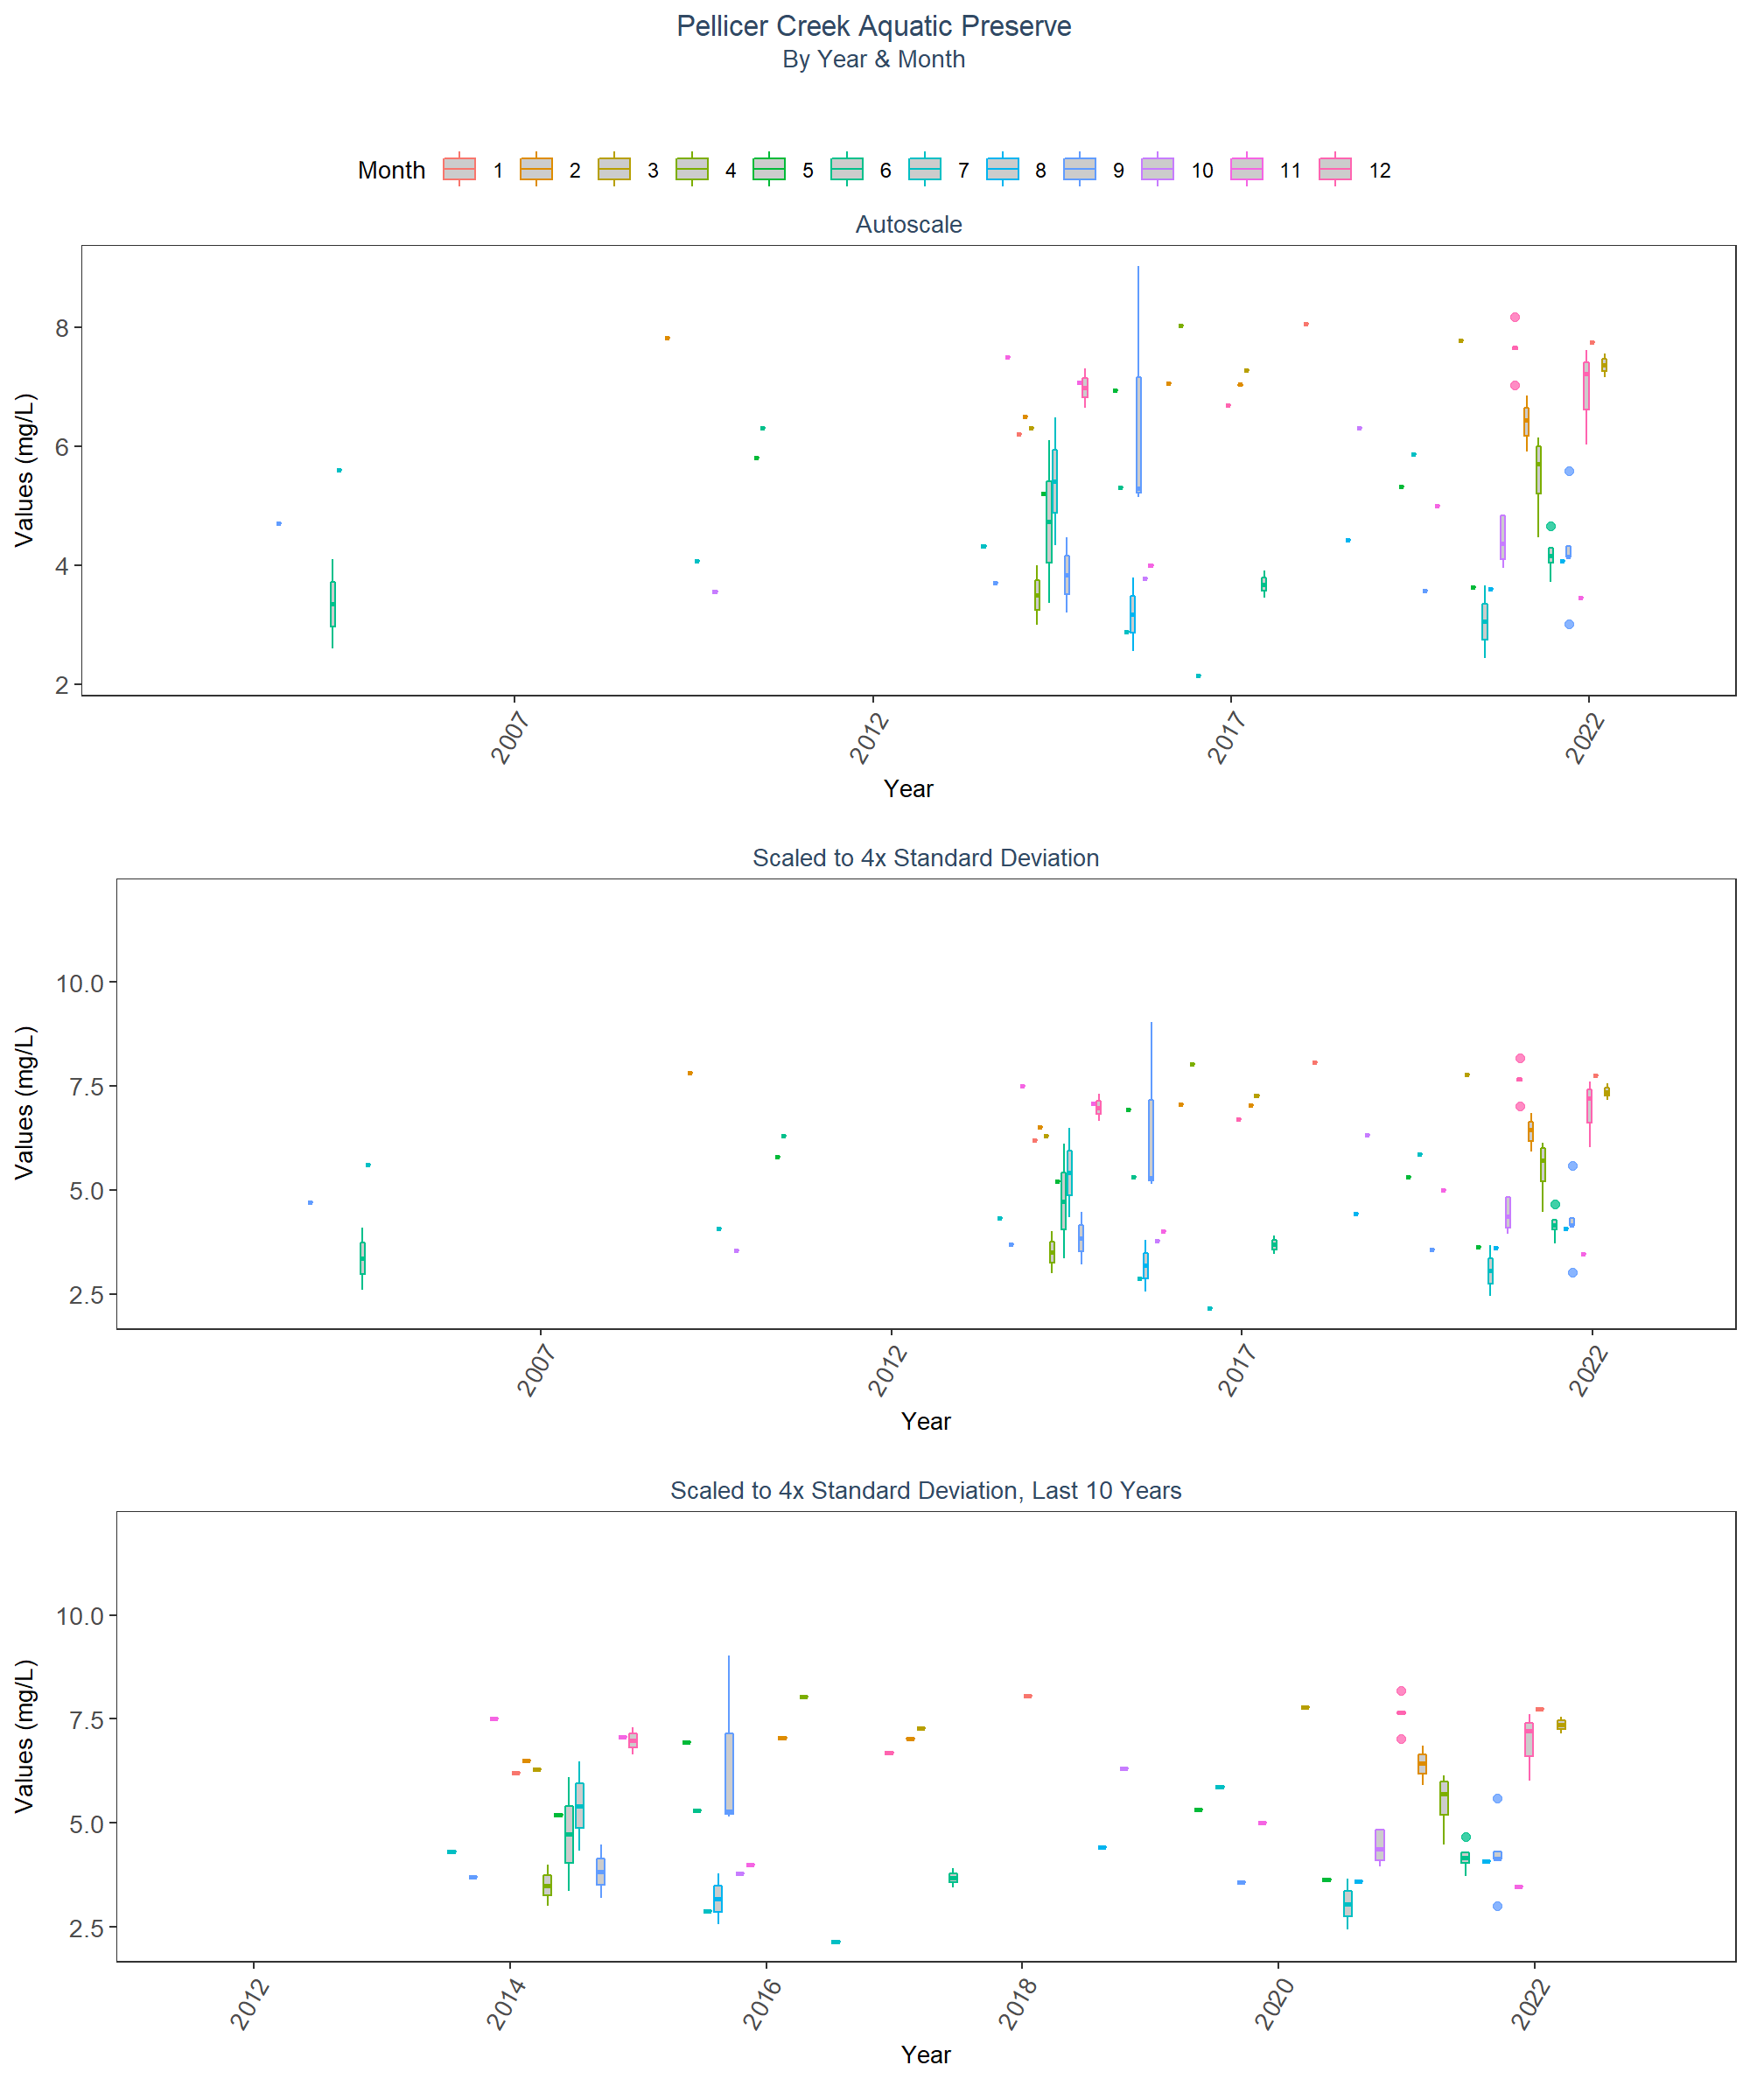 Pellicer Creek Aquatic Preserve
By Year & Month
Month 1 2 3 4 5 6 7 8 9 10 11 12
Autoscale
Values (mg/L)
8
6
4
2
2007 2012 2017 2022
Year
Scaled to 4x Standard Deviation
Values (mg/L)
10.0
7.5
5.0
2.5
2007 2012 2017 2022
Year
Scaled to 4x Standard Deviation, Last 10 Years
Values (mg/L)
10.0
7.5
5.0
2.5
2012 2014 2016 2018 2020 2022
Year